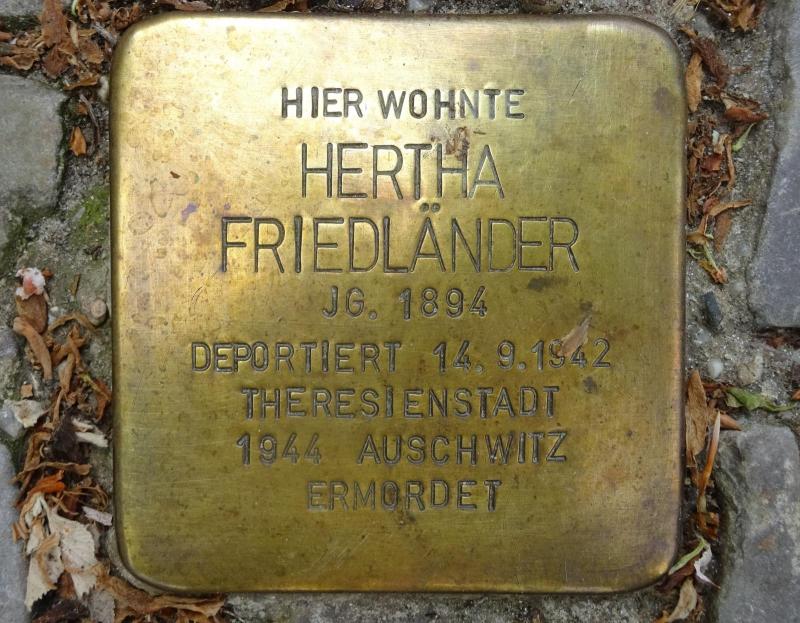 HIER WOHNTE
HERTHA
FRIEDLÄNDER
JG. 1894
DEPORTIERT 14.9.1942
THERESIENSTADT
1944 AUSCHWITZ
ERMORDET